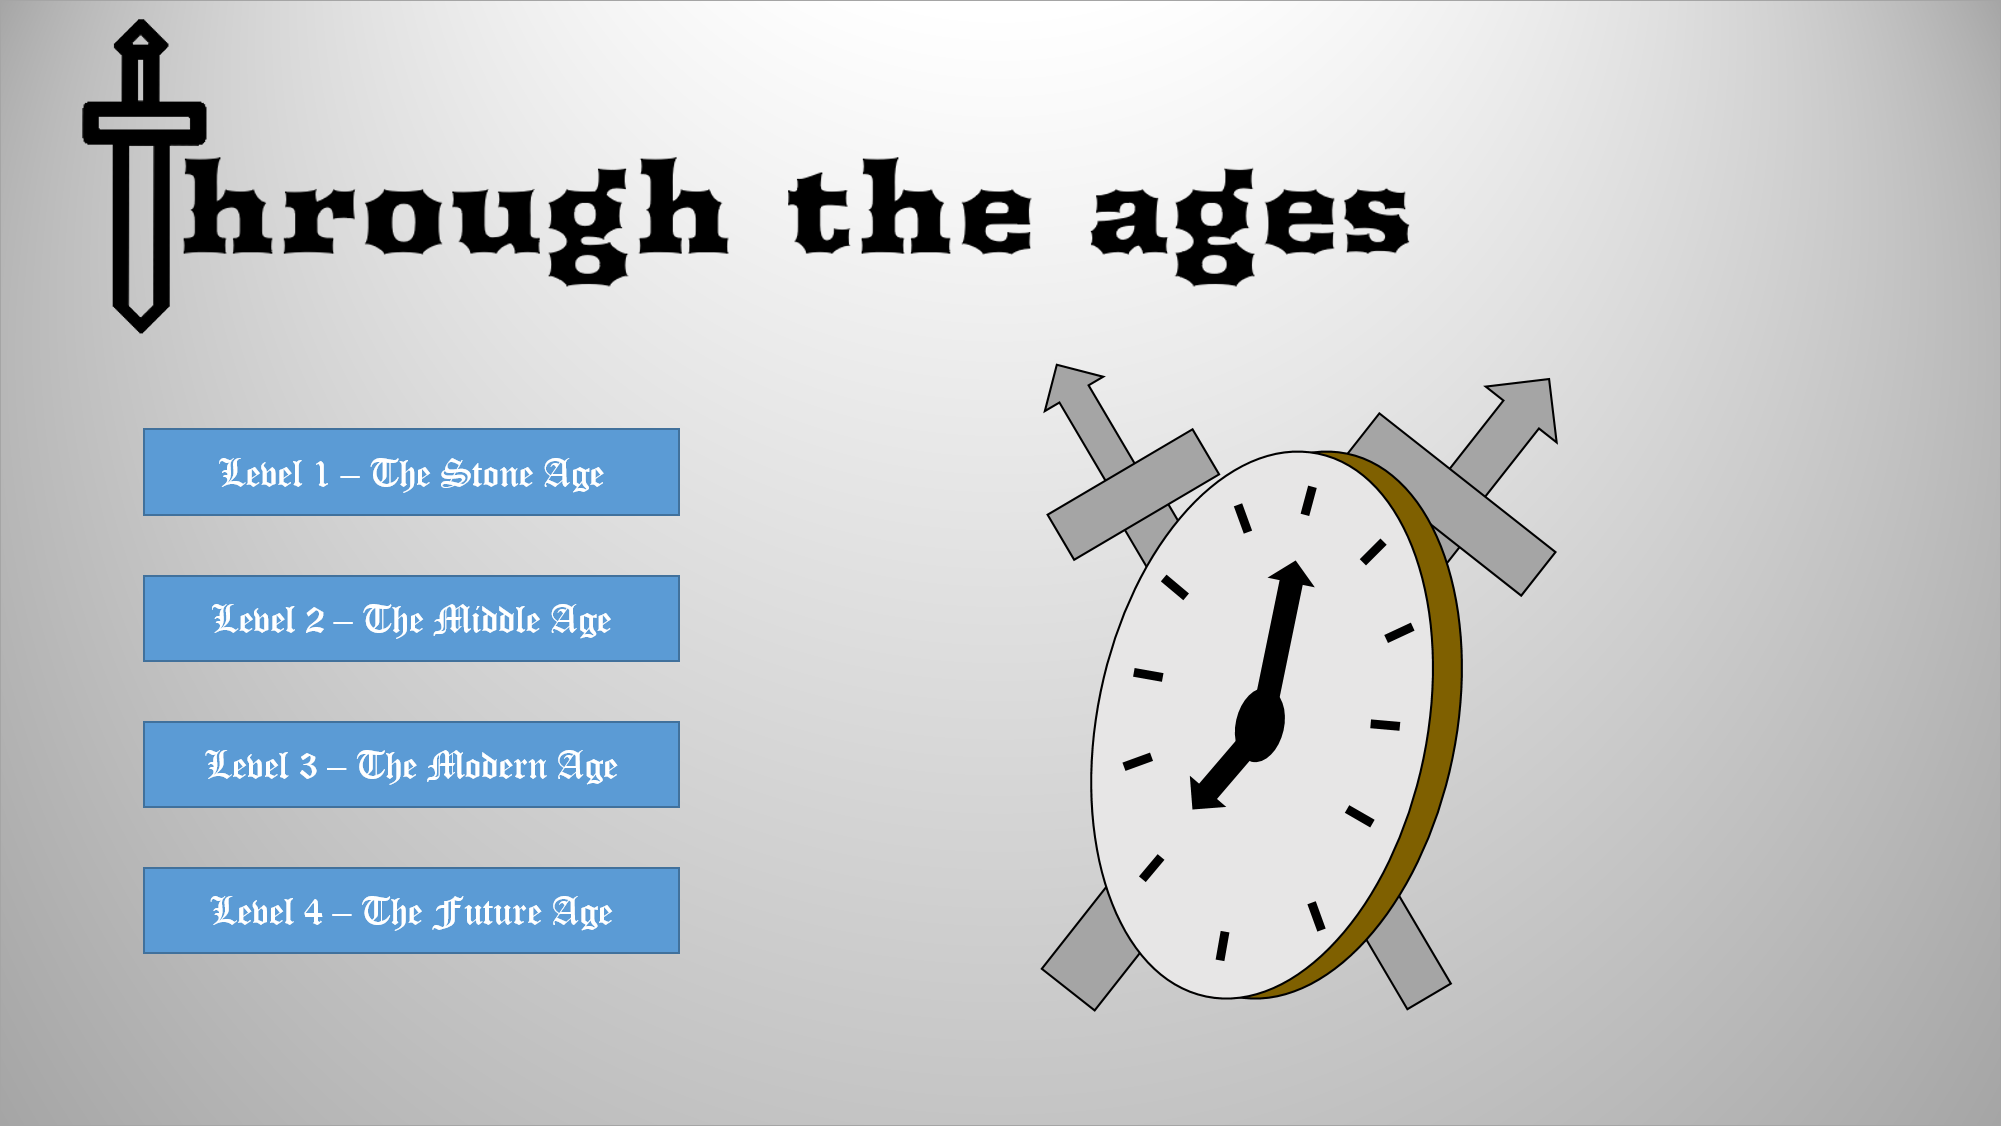 Through the ages
Level 1 – The Stone Age
Level 2 – The Middle Age
Level 3 – The Modern Age
Level 4 – The Future Age